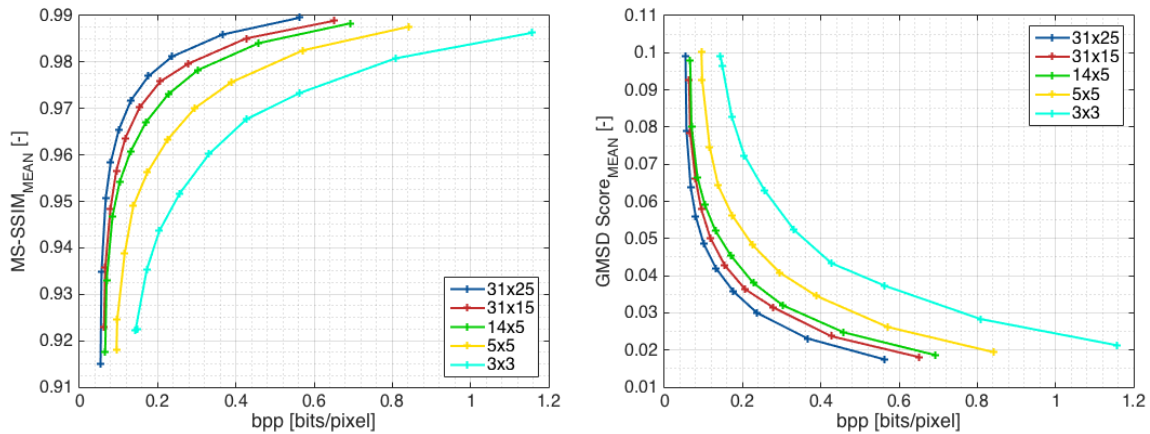 MS-SSIM_MEAN [-]
0.99
0.98
0.97
0.96
0.95
0.94
0.93
0.92
0.91
0
0.2
0.4
0.6
0.8
1
1.2
bpp [bits/pixel]
31x25
31x15
14x5
5x5
3x3
GMSD Score_MEAN [-]
0.11
0.1
0.09
0.08
0.07
0.06
0.05
0.04
0.03
0.02
0.01
0
0.2
0.4
0.6
0.8
1
1.2
bpp [bits/pixel]
31x25
31x15
14x5
5x5
3x3